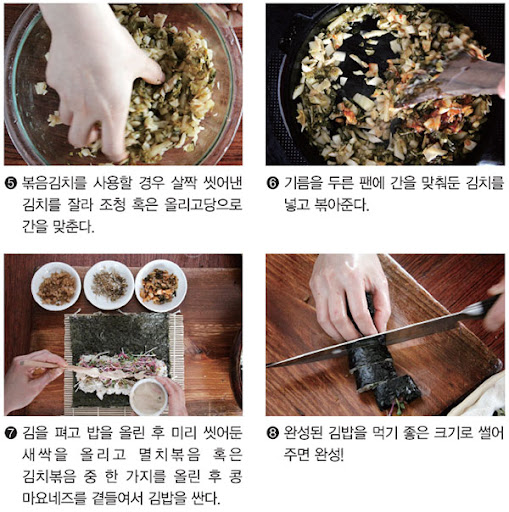 ❺ 볶음김치를 사용할 경우 살짝 씻어낸
김치를 잘라 조청 혹은 올리고당으로
간을 맞춘다.
❻ 기름을 두른 팬에 간을 맞춰둔 김치를
넣고 볶아준다.
❼ 김을 펴고 밥을 올린 후 미리 씻어둔
새싹을 올리고 멸치볶음 혹은
김치볶음 중 한 가지를 올린 후 콩
마요네즈를 곁들여서 김밥을 싼다.
❽ 완성된 김밥을 먹기 좋은 크기로 썰어
주면 완성!